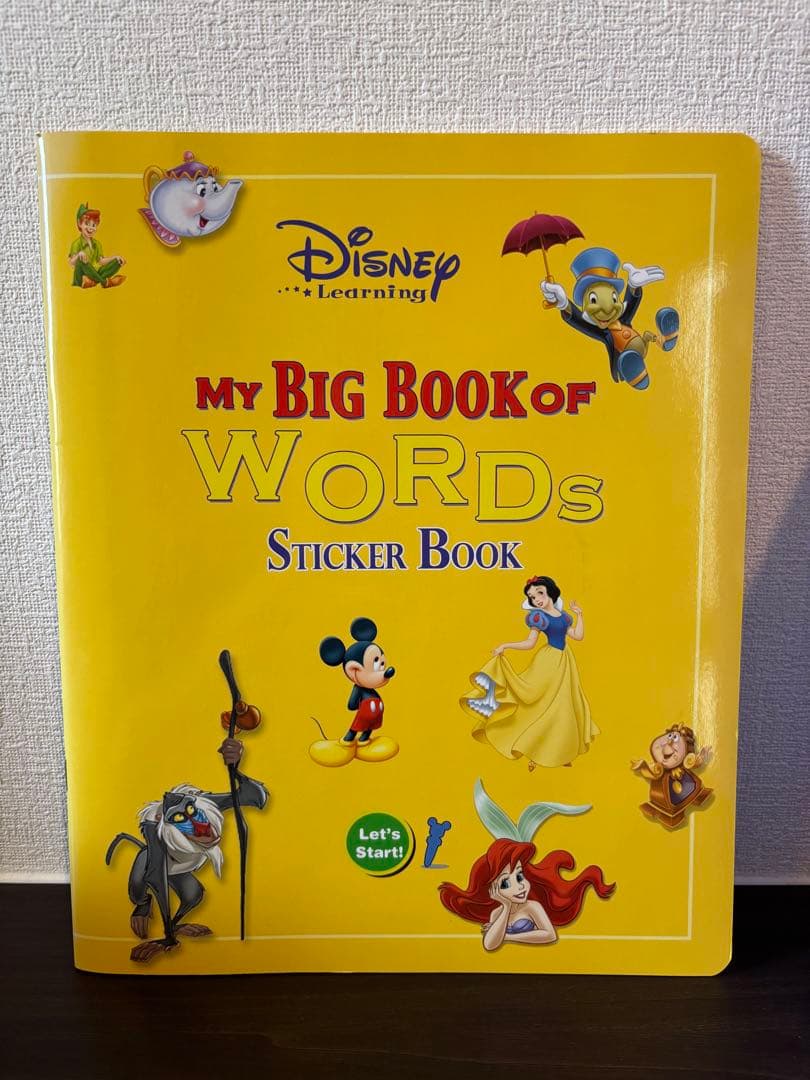 Disney
Learning
MY BIG BOOK OF
WORDS
STICKER BOOK
Let's
Start!